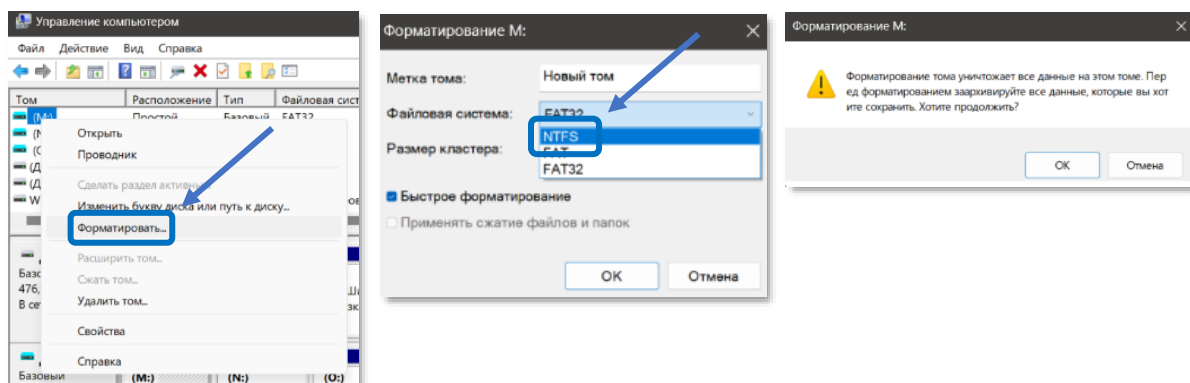 Управление компьютером
Файл Действие Вид Справка
Том Расположение Тип Файловая сист
(M:) Простой Базовый FAT32
Открыть
Проводник
Сделать раздел активным
Изменить букву диска или путь к диску...
Форматировать...
Расширить том...
Сжать том...
Удалить том...
Свойства
Справка
Базо
476,
В се
Базовый (M:) (N:) (O:)
Форматирование M:
Метка тома: Новый том
Файловая система: FAT32
NTFS
Размер кластера: FAT
FAT32
Быстрое форматирование
Применять сжатие файлов и папок
OK Отмена
Форматирование M:
Форматирование тома уничтожает все данные на этом томе. Пер
ед форматированием заархивируйте все данные, которые вы хот
ите сохранить. Хотите продолжить?
OK Отмена